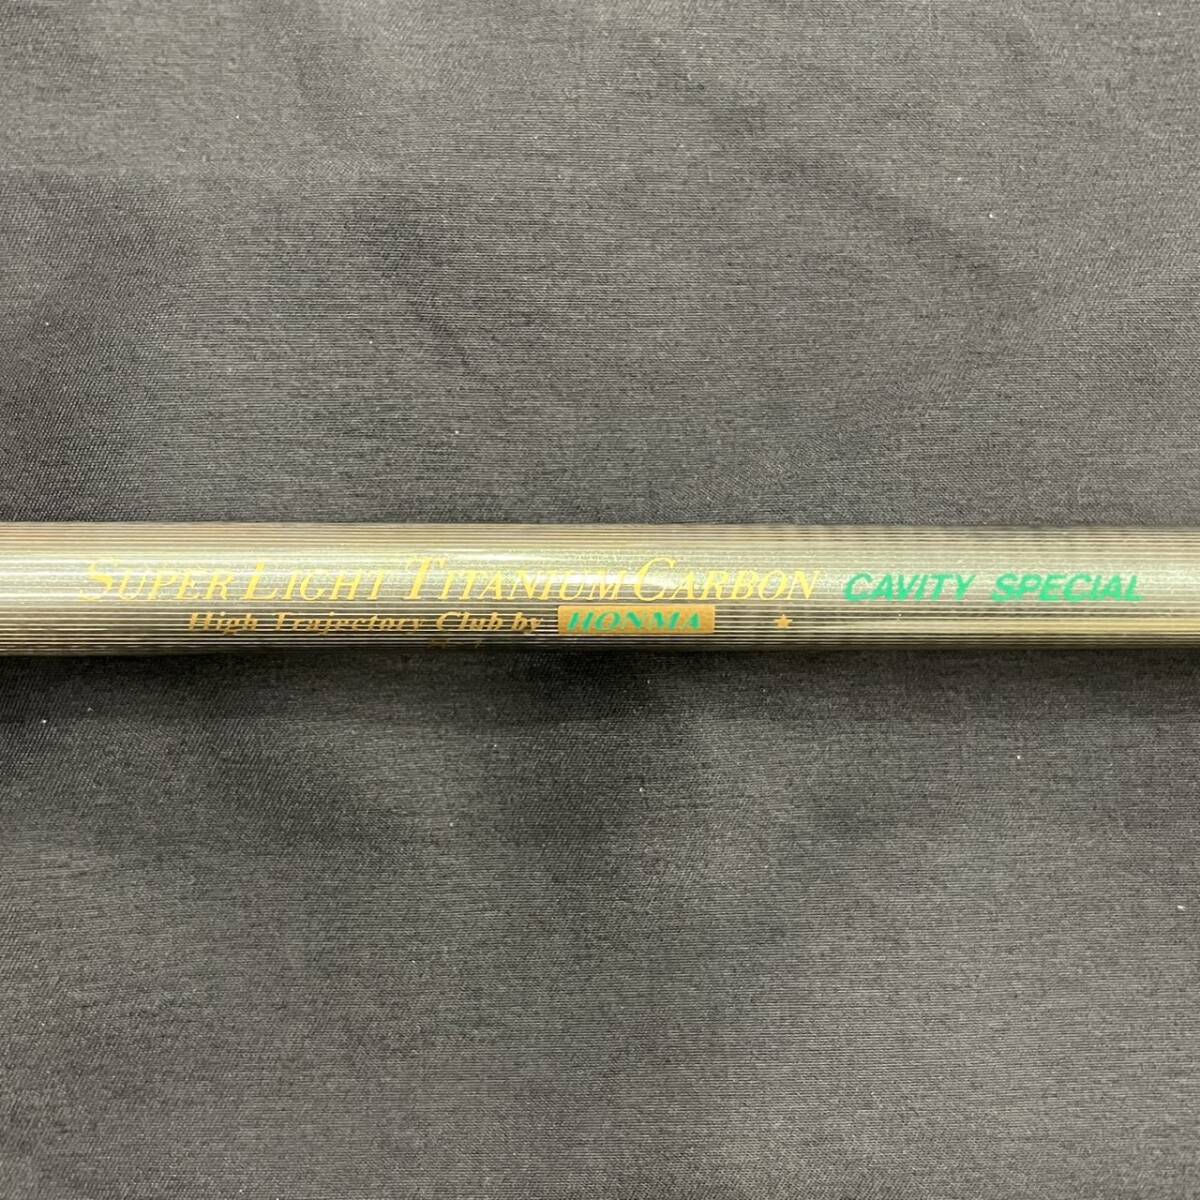 SUPER LIGHT TITANIUM CARBON CAVITY SPECIAL
High Trajectory Club by HONMA ★